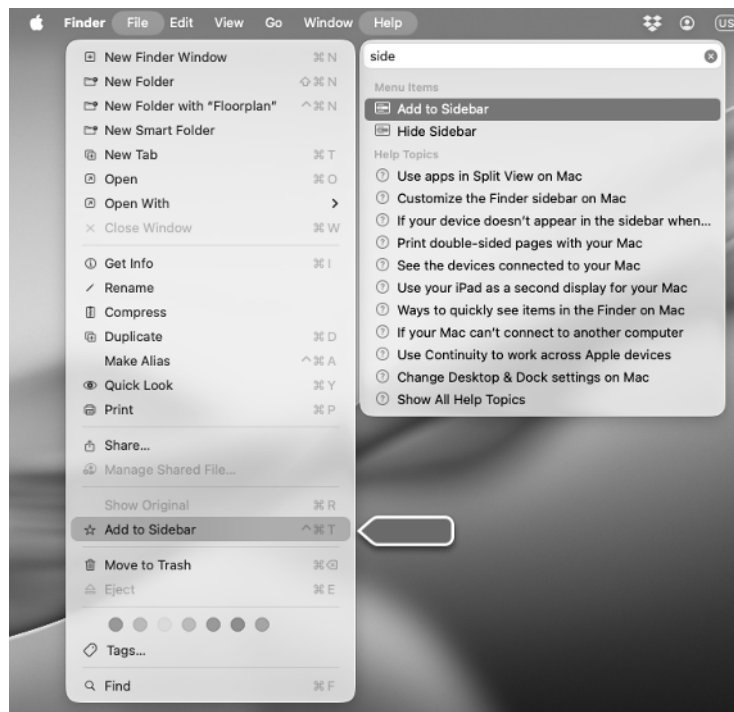 Finder File Edit View Go Window Help US
New Finder Window ⌘ N
New Folder ⇧ ⌘ N
New Folder with “Floorplan” ^ ⌘ N
New Smart Folder
New Tab ⌘ T
Open ⌘ O
Open With >
Close Window ⌘ W
Get Info ⌘ I
Rename
Compress
Duplicate ⌘ D
Make Alias ^ ⌘ A
Quick Look ⌘ Y
Print ⌘ P
Share...
Manage Shared File...
Show Original ⌘ R
Add to Sidebar ^ ⌘ T
Move to Trash ⌘ ⌫
Eject ⌘ E
Tags...
Find ⌘ F
side
Menu Items
Add to Sidebar
Hide Sidebar
Help Topics
Use apps in Split View on Mac
Customize the Finder sidebar on Mac
If your device doesn't appear in the sidebar when...
Print double-sided pages with your Mac
See the devices connected to your Mac
Use your iPad as a second display for your Mac
Ways to quickly see items in the Finder on Mac
If your Mac can't connect to another computer
Use Continuity to work across Apple devices
Change Desktop & Dock settings on Mac
Show All Help Topics